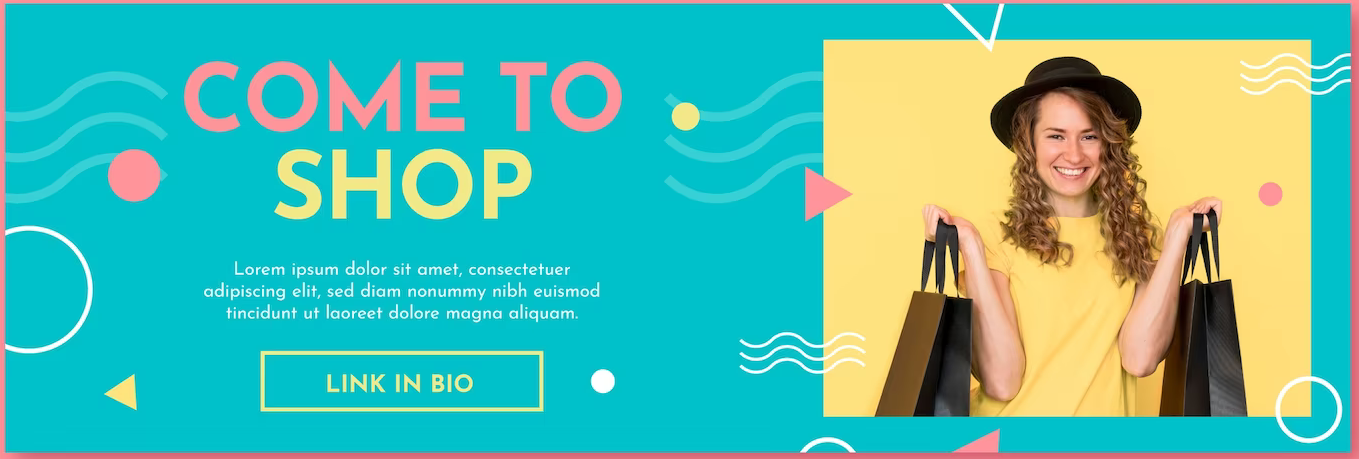 COME TO
SHOP
Lorem ipsum dolor sit amet, consectetuer
adipiscing elit, sed diam nonummy nibh euismod
tincidunt ut laoreet dolore magna aliquam.
LINK IN BIO